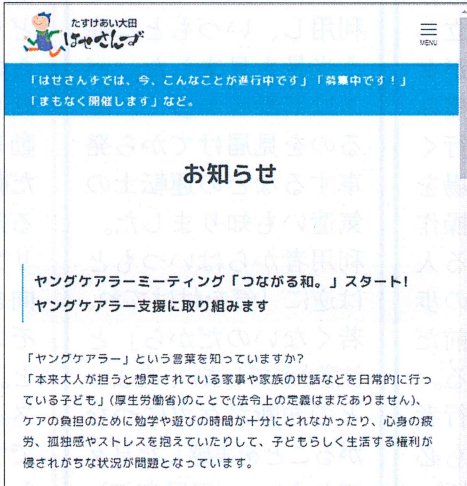 たすけあい大田
はせさんず
MENU
「はせさんずでは、今、こんなことが進行中です」「募集中です！」
「まもなく開催します」など。
お知らせ
ヤングケアラーミーティング「つながる和。」スタート!
ヤングケアラー支援に取り組みます
「ヤングケアラー」という言葉を知っていますか?
「本来大人が担うと想定されている家事や家族の世話などを日常的に行っ
ている子ども」(厚生労働省)のことで(法令上の定義はまだありません)、
ケアの負担のために勉学や遊びの時間が十分にとれなかったり、心身の疲
労、孤独感やストレスを抱えていたりして、子どもらしく生活する権利が
侵されがちな状況が問題となっています。